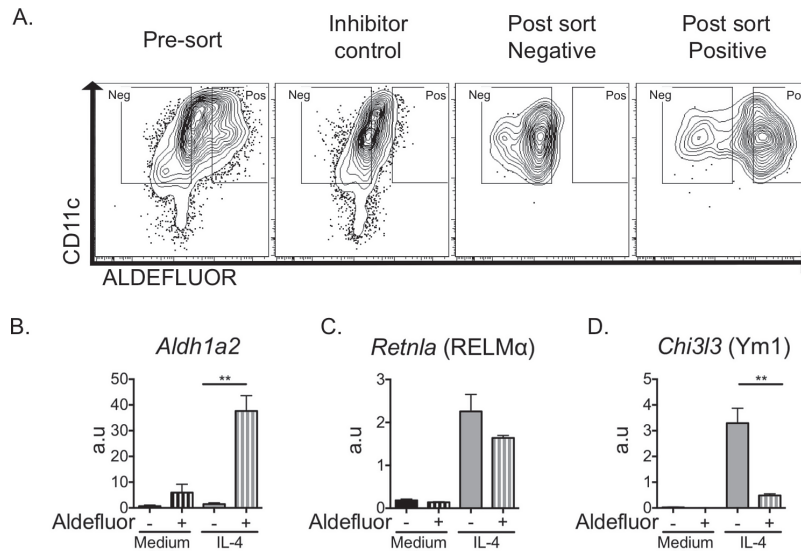 A.
Pre-sort
Inhibitor
control
Post sort
Negative
Post sort
Positive
Neg Pos
Neg Pos
Neg Pos
Neg Pos
CD11c
ALDEFLUOR
B.
Aldh1a2
a.u
50
40
30
20
10
0
Aldefluor - + - +
Medium IL-4
C.
Retnla (RELMα)
a.u
3
2
1
0
Aldefluor - + - +
Medium IL-4
D.
Chi3l3 (Ym1)
a.u
5
4
3
2
1
0
Aldefluor - + - +
Medium IL-4
**
**